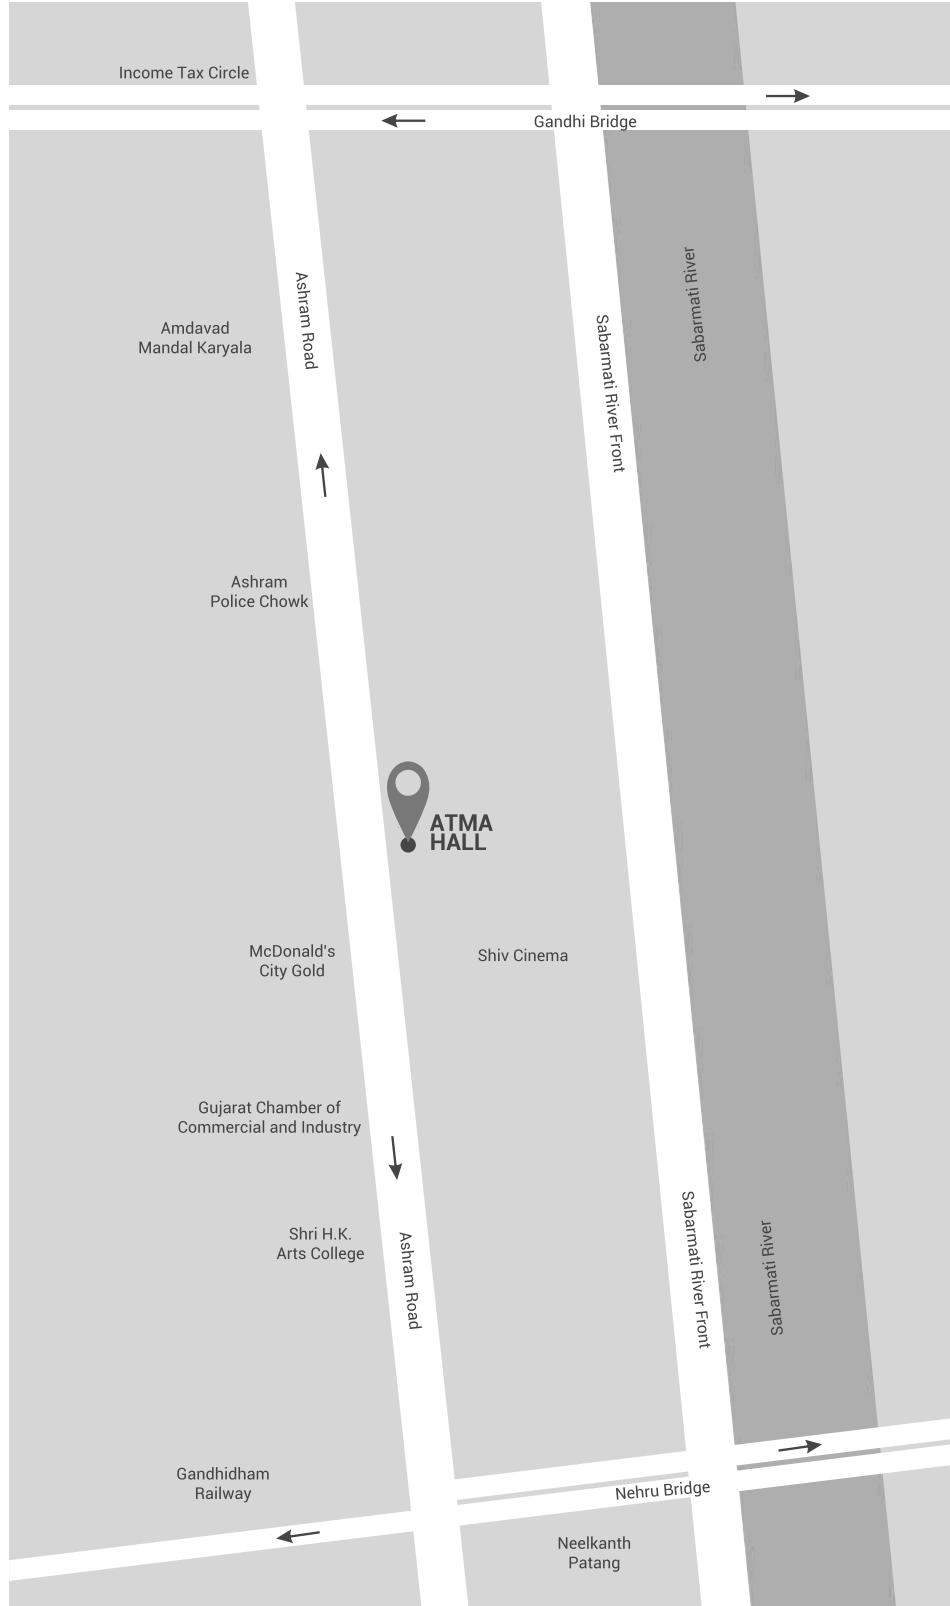 Income Tax Circle
Gandhi Bridge
Ashram Road
Sabarmati River
Amdavad
Mandal Karyala
Sabarmati River Front
Ashram
Police Chowk
ATMA
HALL
McDonald's
City Gold
Shiv Cinema
Gujarat Chamber of
Commercial and Industry
Shri H.K.
Arts College
Ashram Road
Sabarmati River Front
Sabarmati River
Gandhidham
Railway
Nehru Bridge
Neelkanth
Patang